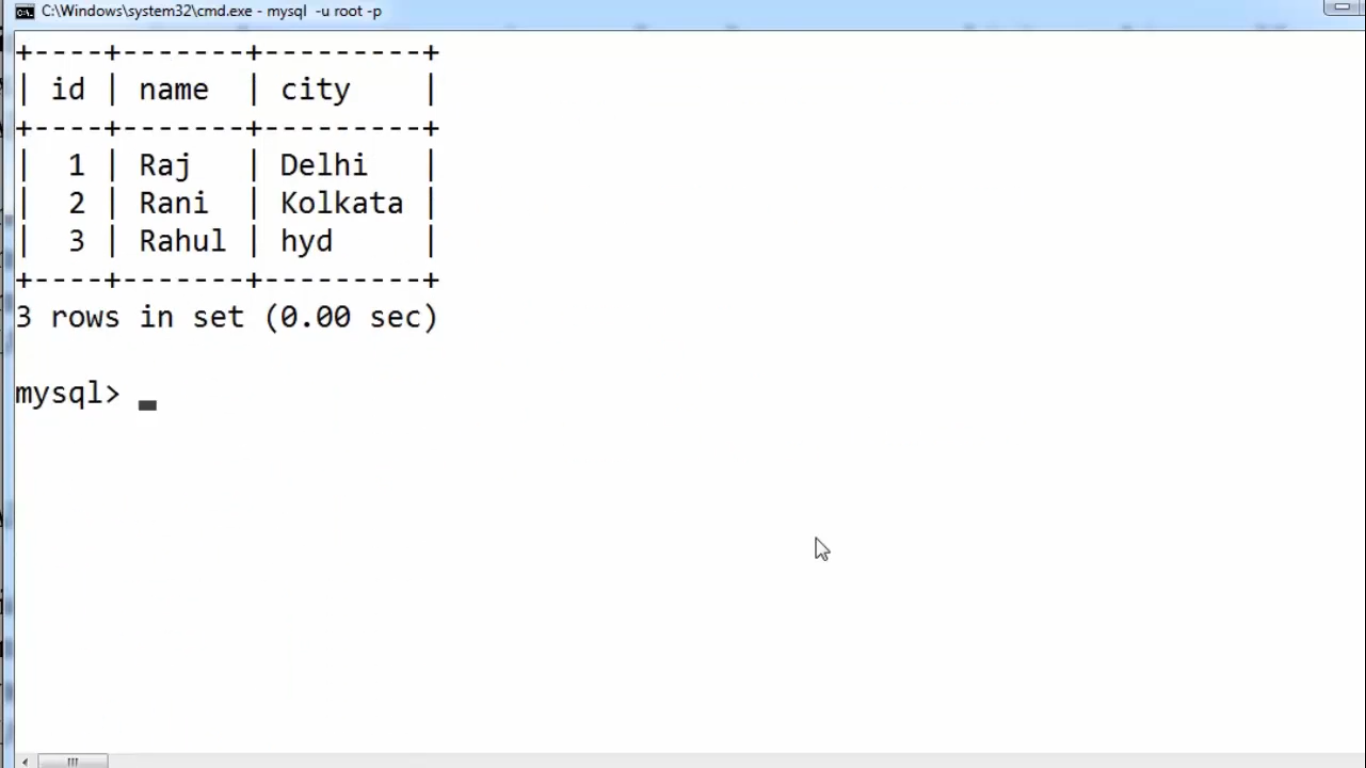 C:\Windows\system32\cmd.exe - mysql  -u root -p
+----+-------+---------+
| id | name  | city    |
+----+-------+---------+
|  1 | Raj   | Delhi   |
|  2 | Rani  | Kolkata |
|  3 | Rahul | hyd     |
+----+-------+---------+
3 rows in set (0.00 sec)
mysql>